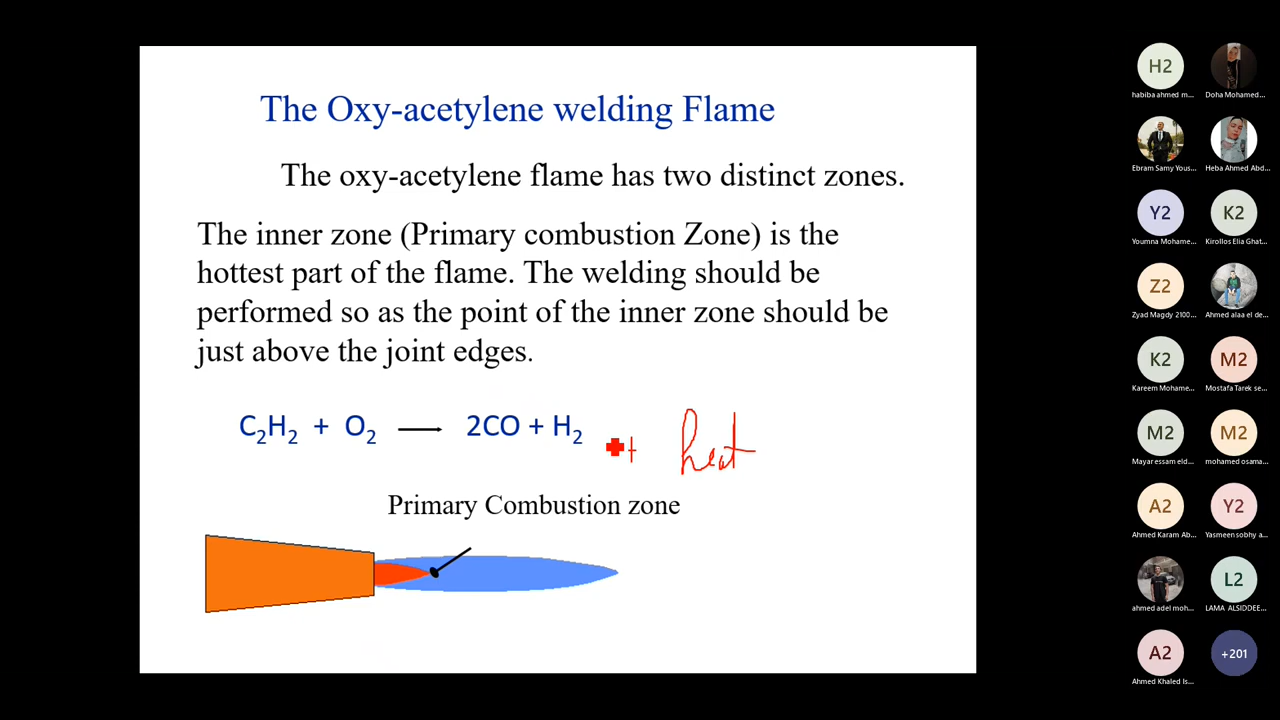 The Oxy-acetylene welding Flame
The oxy-acetylene flame has two distinct zones.
The inner zone (Primary combustion Zone) is the
hottest part of the flame. The welding should be
performed so as the point of the inner zone should be
just above the joint edges.
C₂H₂ + O₂ → 2CO + H₂ + heat
Primary Combustion zone
H2
habiba ahmed m...
Doha Mohamed...
Ebram Samy Yous...
Heba Ahmed Abd...
Y2
K2
Youmna Mohame...
Kirollos Elia Ghat...
Z2
Zyad Magdy 2100...
Ahmed alaa el de...
K2
M2
Kareem Mohame...
Mostafa Tarek se...
M2
M2
Mayar essam eld...
mohamed osama...
A2
Y2
Ahmed Karam Ab...
Yasmeen sobhy a...
L2
ahmed adel moh...
LAMA ALSIDDEE...
A2
+201
Ahmed Khaled Is...